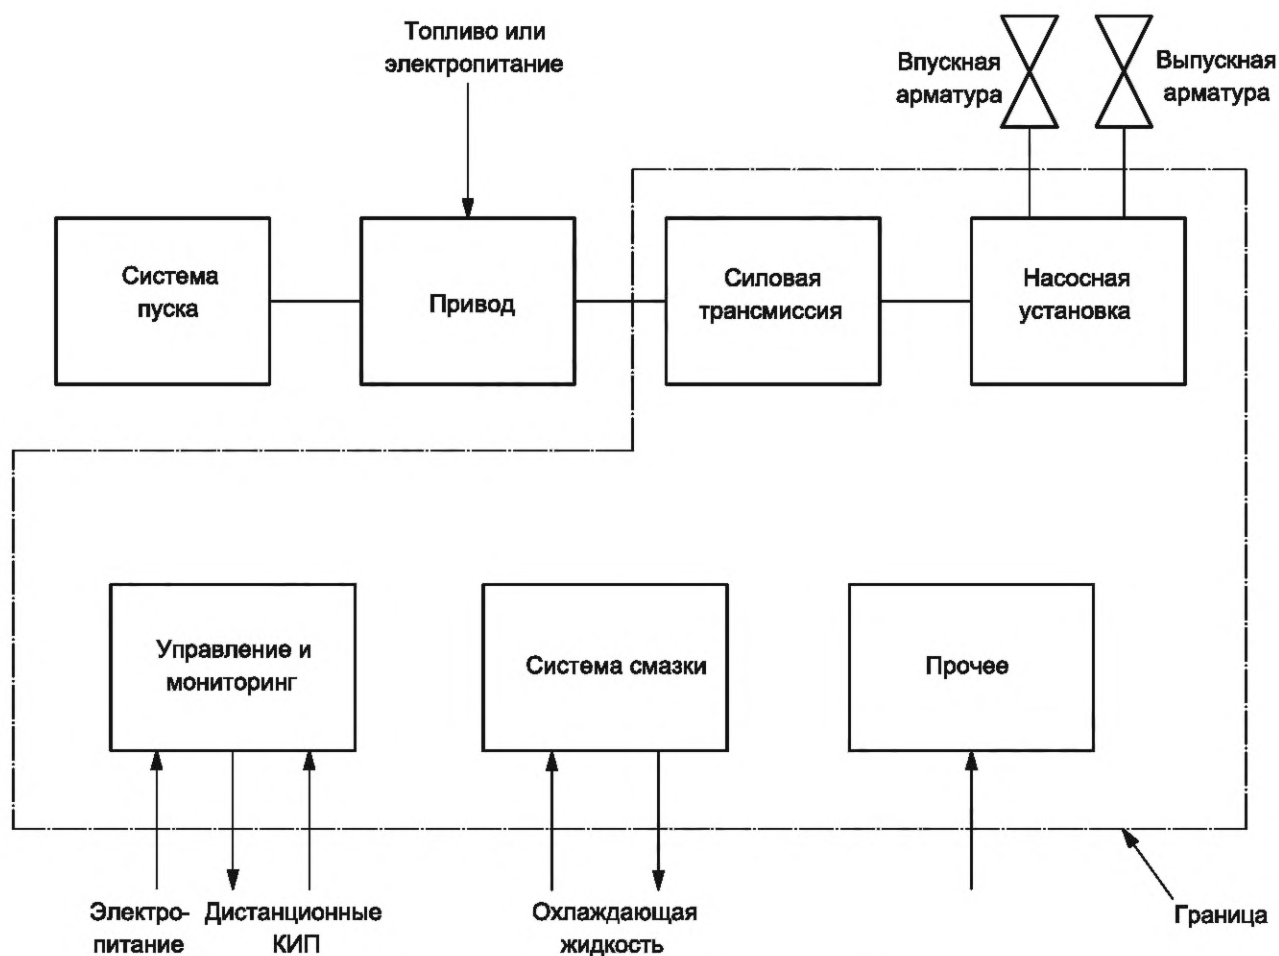 Топливо или
электропитание
Впускная
арматура
Выпускная
арматура
Система
пуска
Привод
Силовая
трансмиссия
Насосная
установка
Управление и
мониторинг
Система смазки
Прочее
Электро-
питание
Дистанционные
КИП
Охлаждающая
жидкость
Граница